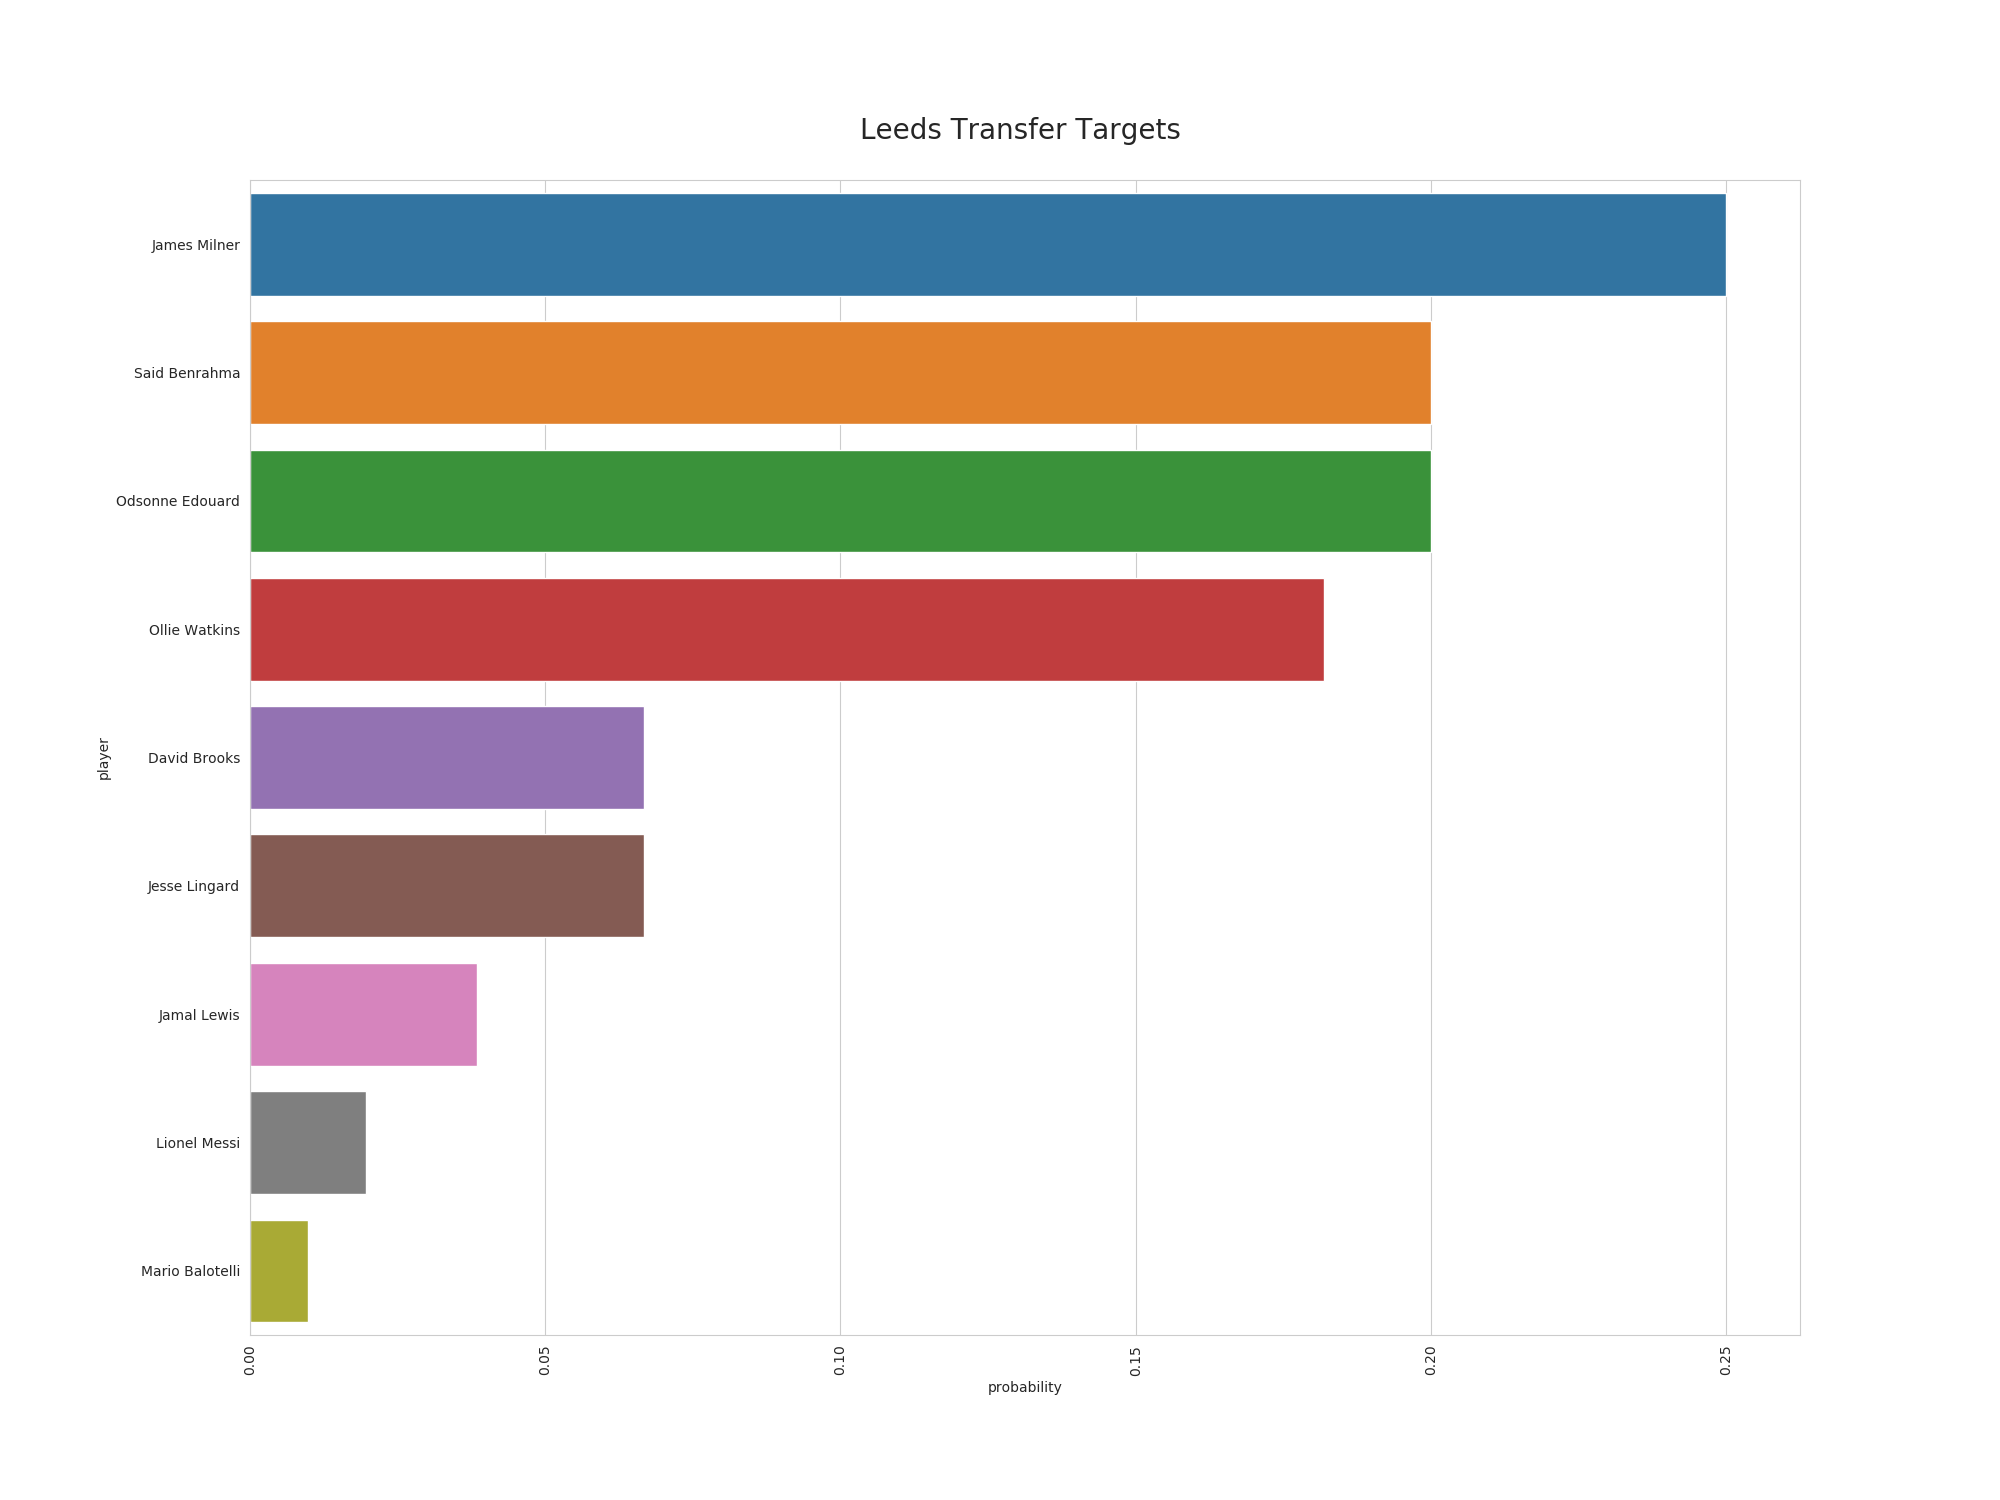 Leeds Transfer Targets
James Milner
Said Benrahma
Odsonne Edouard
Ollie Watkins
David Brooks
Jesse Lingard
Jamal Lewis
Lionel Messi
Mario Balotelli
player
0.00
0.05
0.10
0.15
0.20
0.25
probability